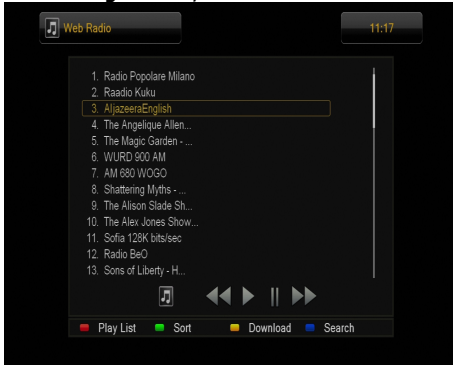 Web Radio
11:17
1. Radio Popolare Milano
2. Raadio Kuku
3. AljazeeraEnglish
4. The Angelique Allen...
5. The Magic Garden - ...
6. WURD 900 AM
7. AM 680 WOGO
8. Shattering Myths - ...
9. The Alison Slade Sh...
10. The Alex Jones Show...
11. Sofia 128K bits/sec
12. Radio BeO
13. Sons of Liberty - H...
Play List Sort Download Search